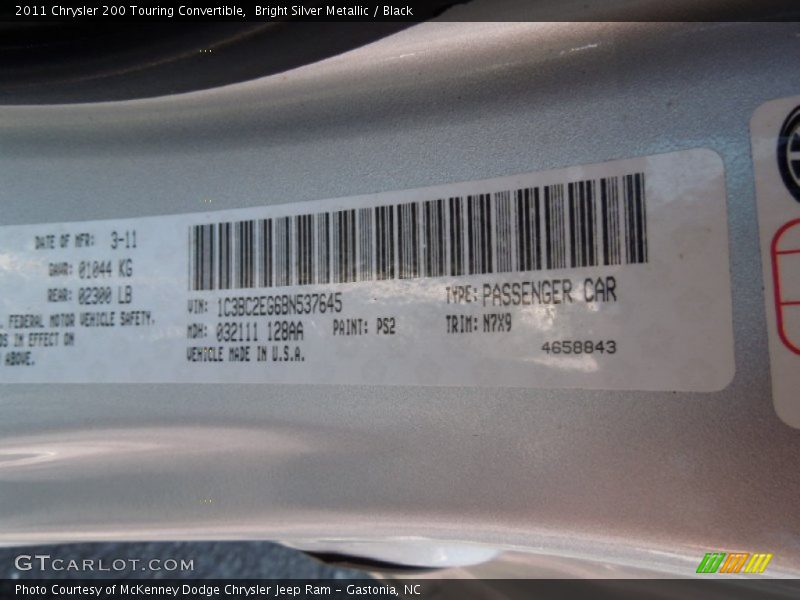 2011 Chrysler 200 Touring Convertible,  Bright Silver Metallic / Black
DATE OF MFR: 3-11
GAWR: 01044 KG
REAR: 02300 LB
FEDERAL MOTOR VEHICLE SAFETY.
IN EFFECT ON
ABOVE.
VIN: 1C3BC2EG6BN537645
TYPE: PASSENGER CAR
MDH: 032111 128AA
PAINT: PS2
TRIM: N7X9
VEHICLE MADE IN U.S.A.
4658843
GTCARLOT.COM
Photo Courtesy of McKenney Dodge Chrysler Jeep Ram - Gastonia, NC